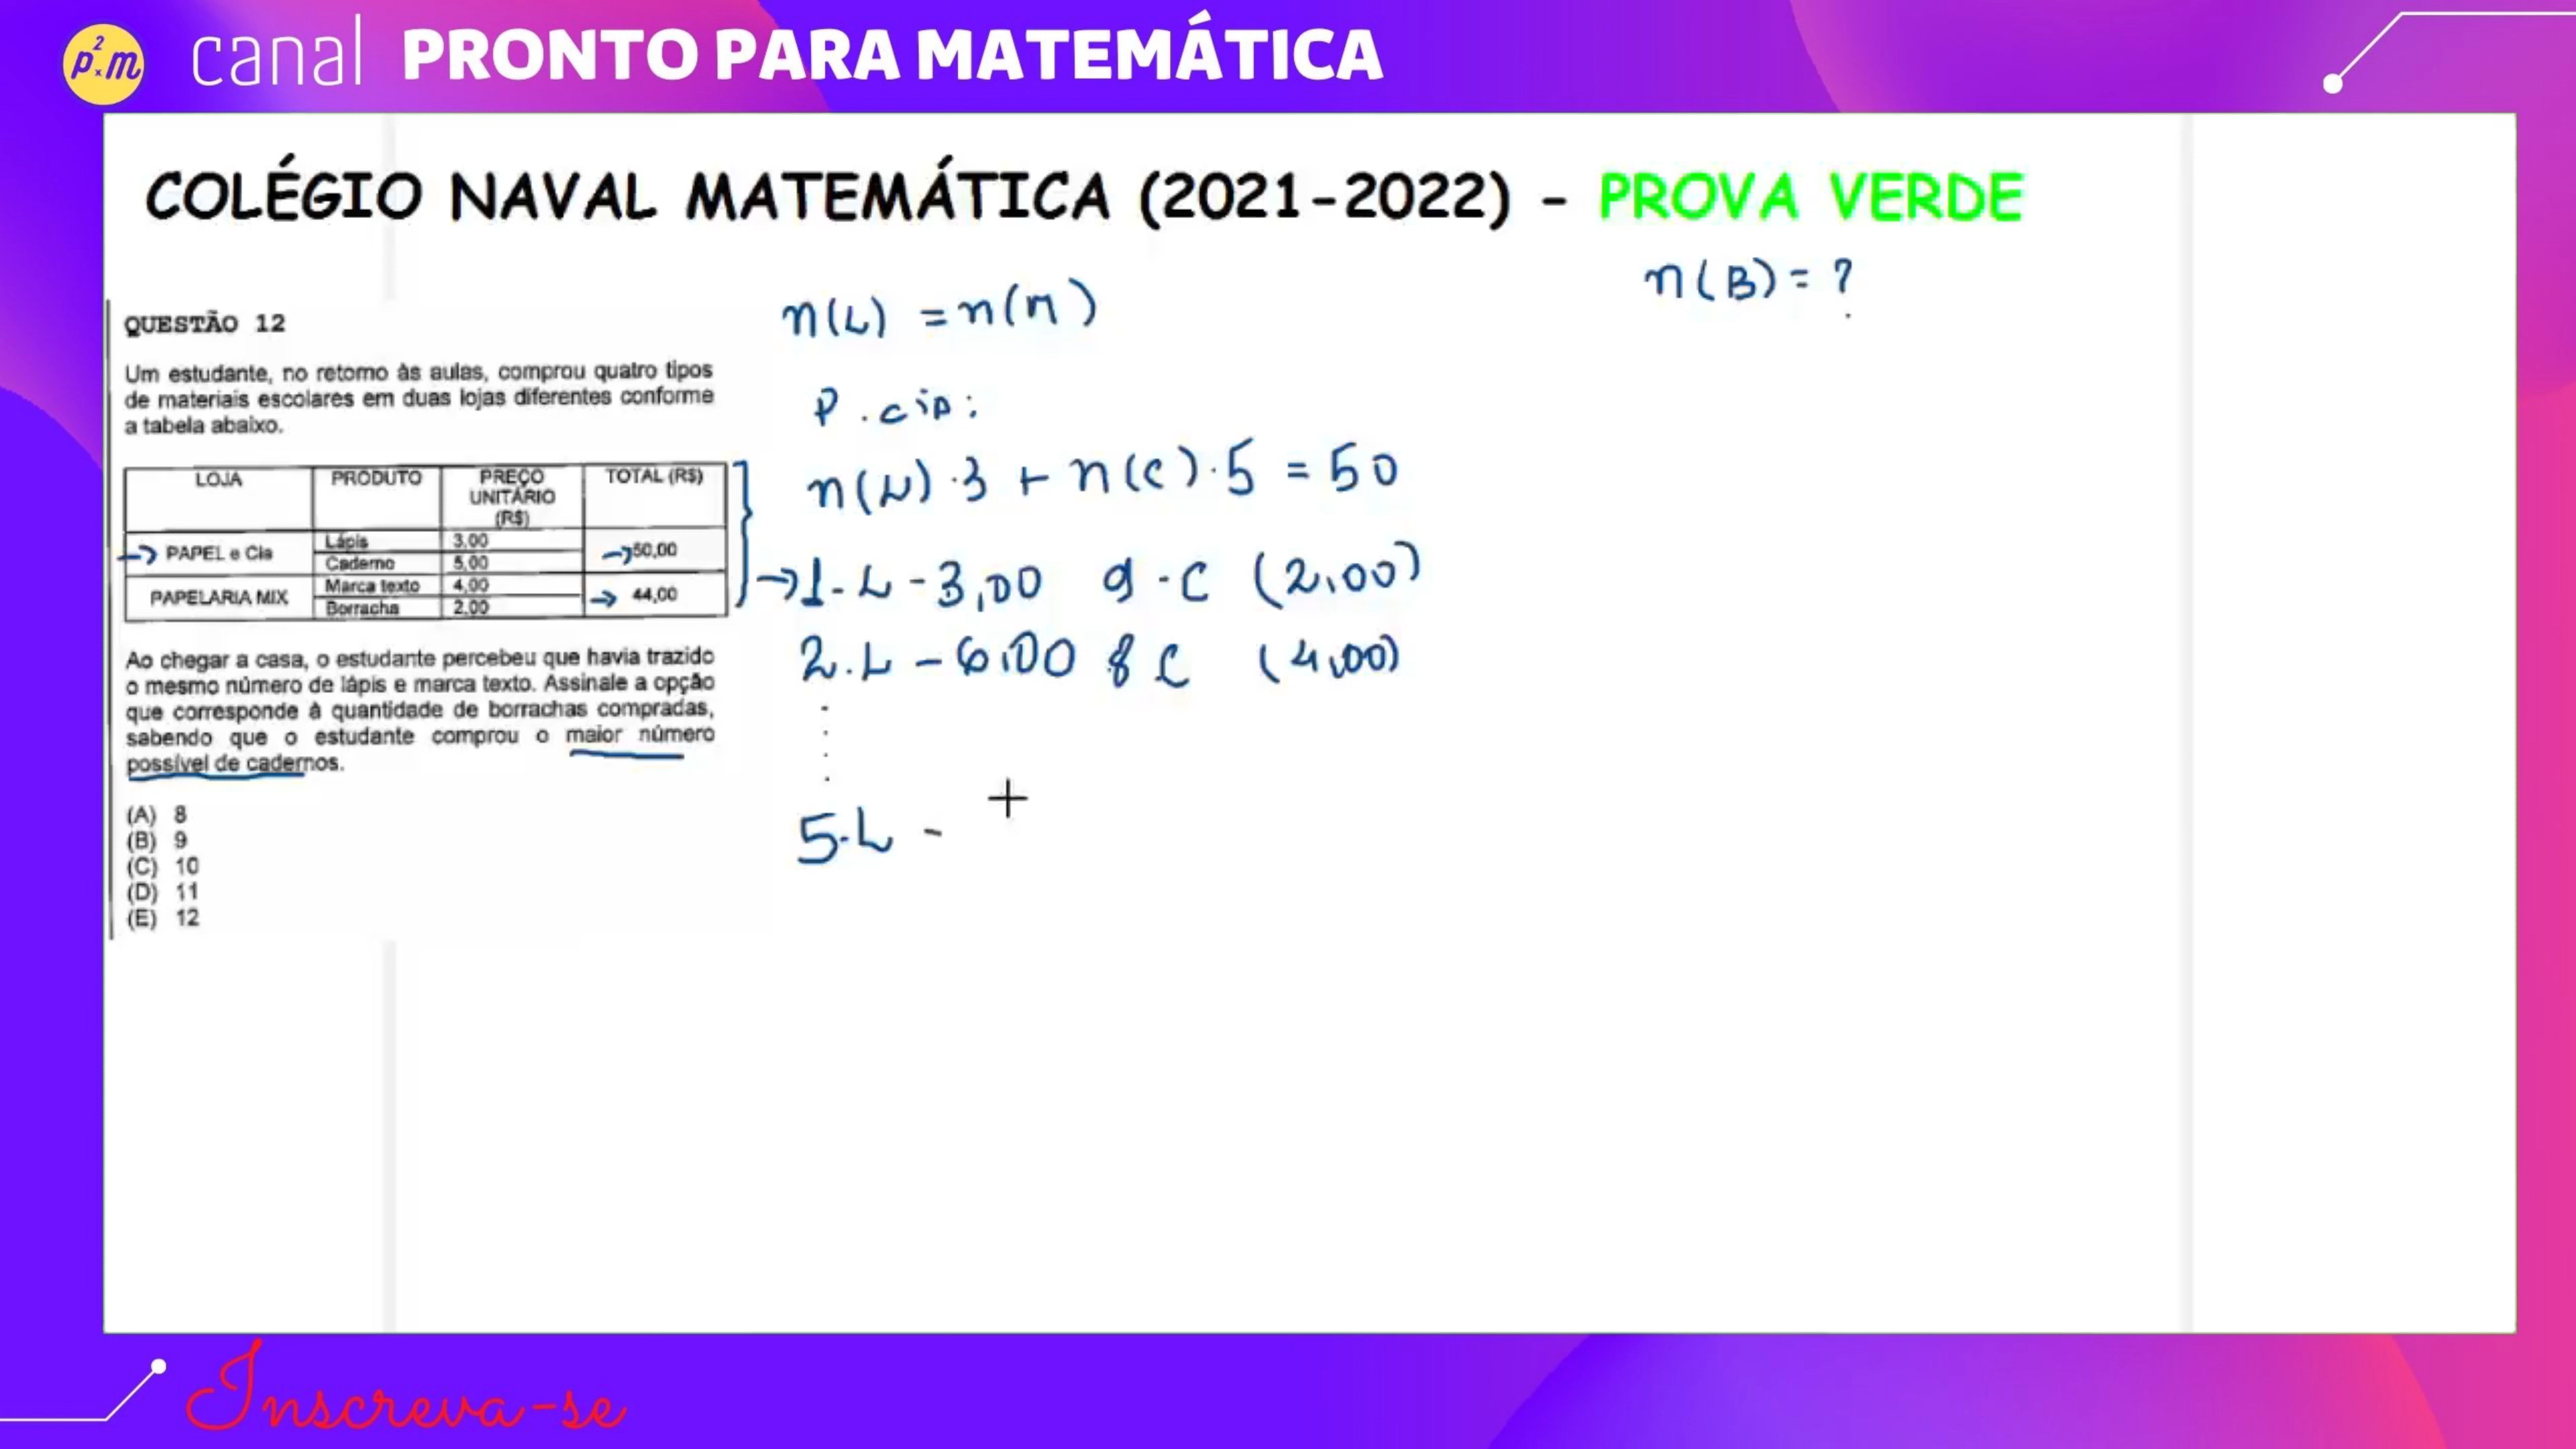 p²xm canal PRONTO PARA MATEMÁTICA
COLÉGIO NAVAL MATEMÁTICA (2021-2022) - PROVA VERDE
n(B) = ?
QUESTÃO 12
Um estudante, no retorno às aulas, comprou quatro tipos
de materiais escolares em duas lojas diferentes conforme
a tabela abaixo.
LOJA PRODUTO PREÇO UNITÁRIO (R$) TOTAL (R$)
PAPEL e Cia Lápis 3,00 50,00
Caderno 5,00
PAPELARIA MIX Marca texto 4,00 44,00
Borracha 2,00
Ao chegar a casa, o estudante percebeu que havia trazido
o mesmo número de lápis e marca texto. Assinale a opção
que corresponde à quantidade de borrachas compradas,
sabendo que o estudante comprou o maior número
possível de cadernos.
(A) 8
(B) 9
(C) 10
(D) 11
(E) 12
n(L) = n(M)
P. cia:
n(L)·3 + n(C)·5 = 50
→1·L - 3,00 9·C (2,00)
2·L - 6,00 8 C (4,00)
5·L -
Inscreva-se